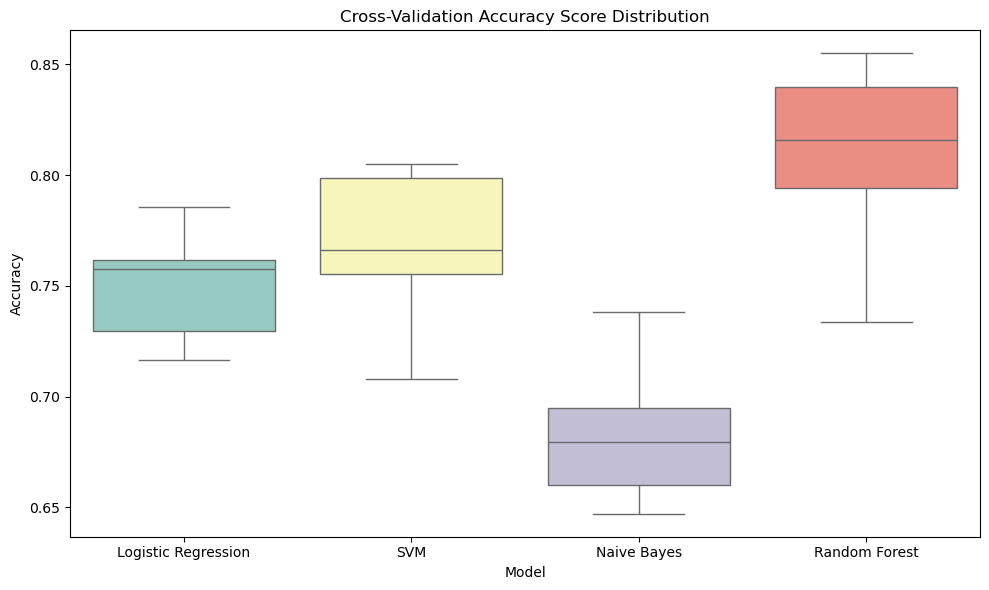 Cross-Validation Accuracy Score Distribution
0.85
0.80
0.75
0.70
0.65
Accuracy
Logistic Regression SVM Naive Bayes Random Forest
Model